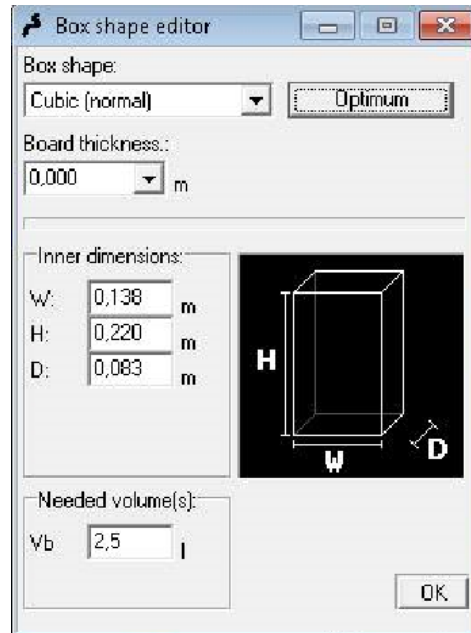 Box shape editor
Box shape:
Cubic (normal)
Optimum
Board thickness.:
0,000 m
Inner dimensions:
W: 0,138 m
H: 0,220 m
D: 0,083 m
H
W
D
Needed volume(s):
Vb 2,5 l
OK